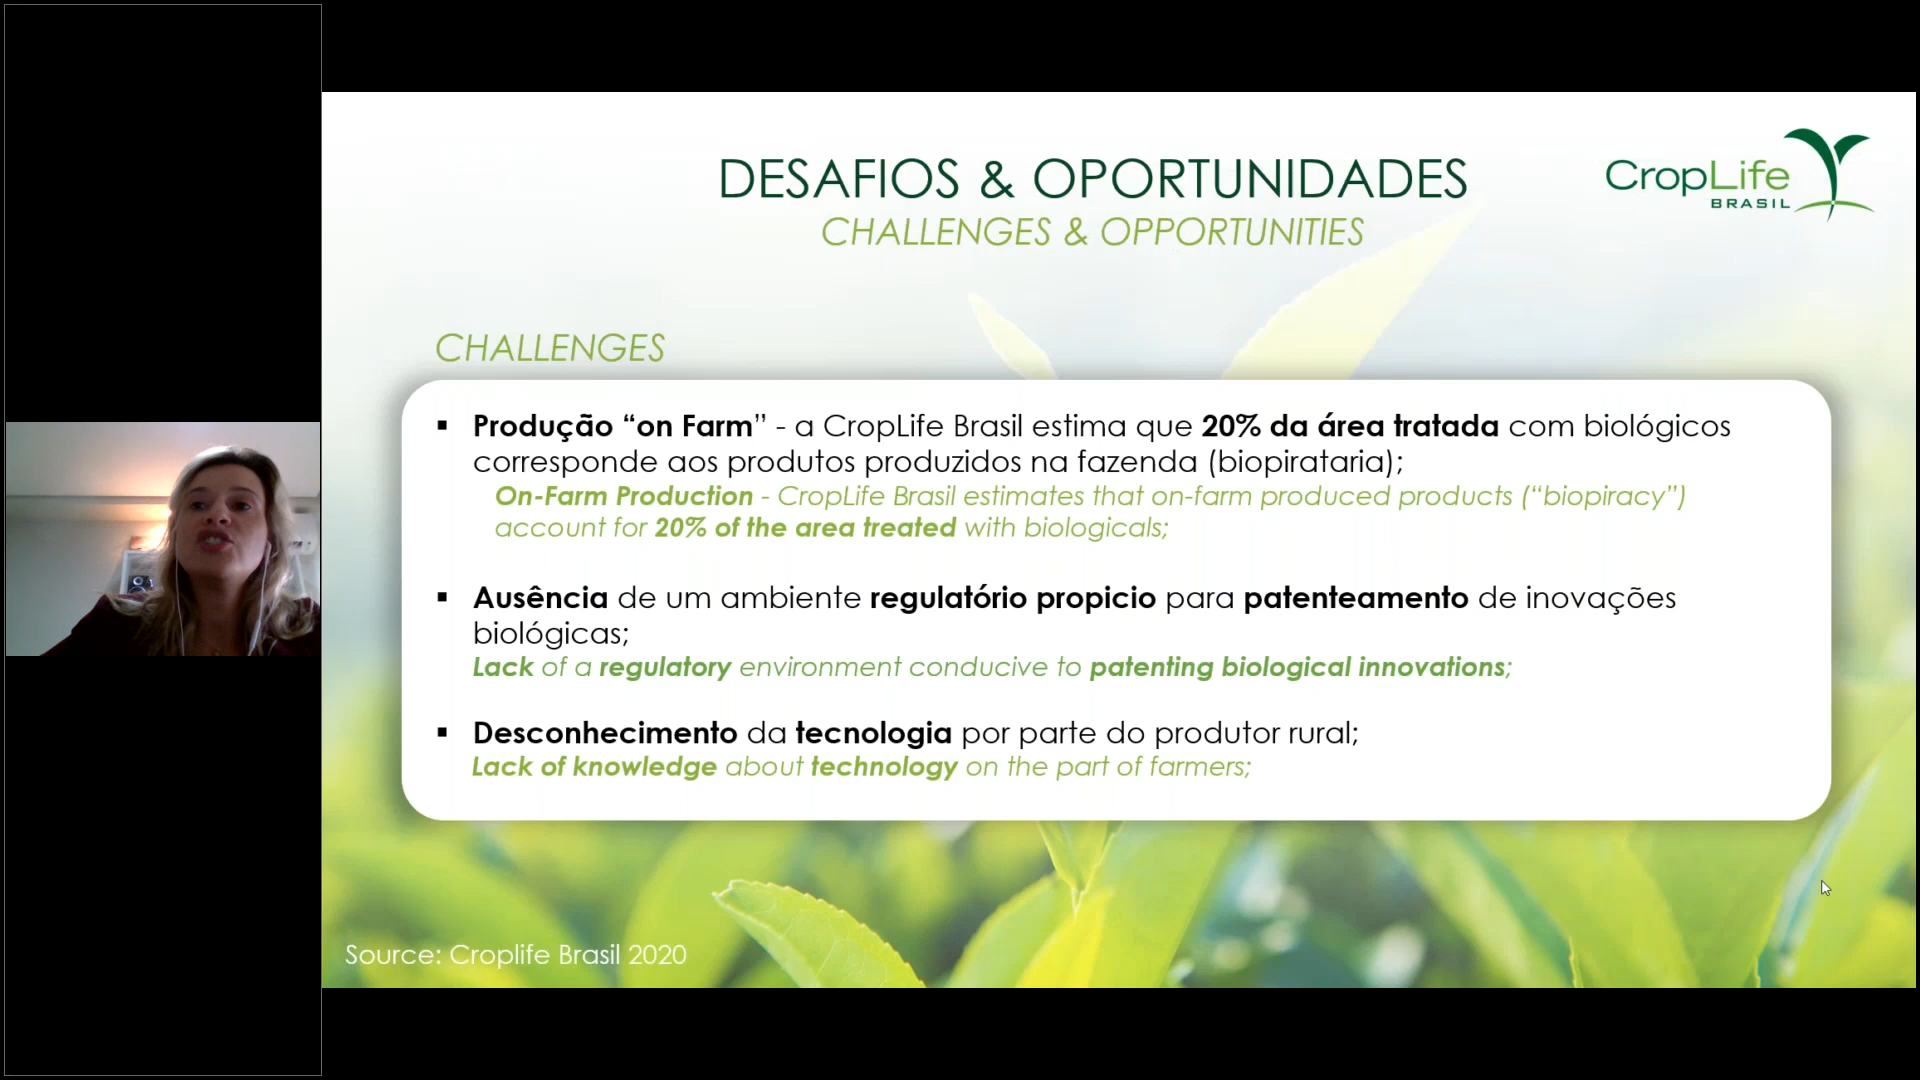 DESAFIOS & OPORTUNIDADES
CHALLENGES & OPPORTUNITIES
CropLife
BRASIL
CHALLENGES
▪ Produção “on Farm” - a CropLife Brasil estima que 20% da área tratada com biológicos
corresponde aos produtos produzidos na fazenda (biopirataria);
On-Farm Production - CropLife Brasil estimates that on-farm produced products (“biopiracy”)
account for 20% of the area treated with biologicals;
▪ Ausência de um ambiente regulatório propicio para patenteamento de inovações
biológicas;
Lack of a regulatory environment conducive to patenting biological innovations;
▪ Desconhecimento da tecnologia por parte do produtor rural;
Lack of knowledge about technology on the part of farmers;
Source: Croplife Brasil 2020